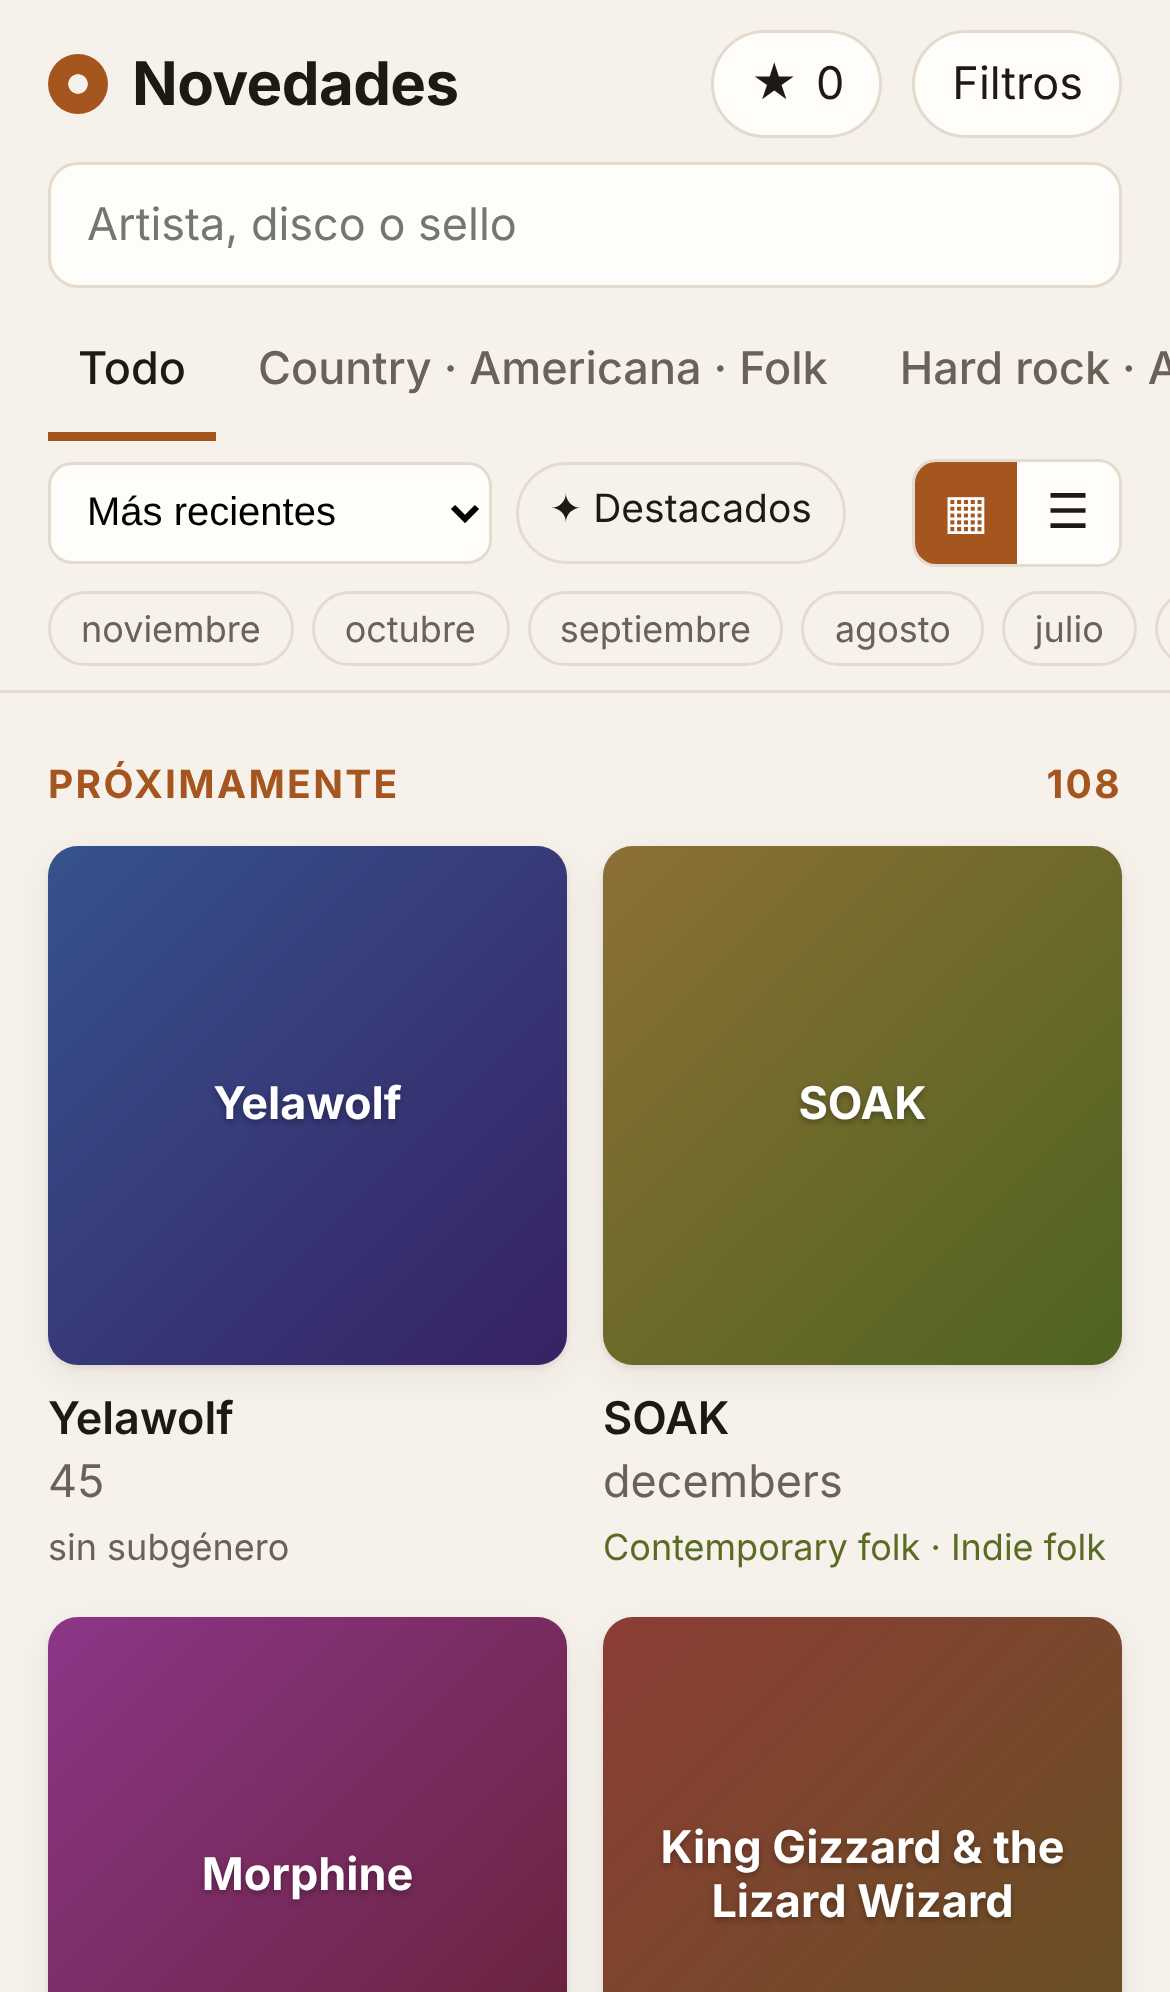 Novedades
★ 0
Filtros
Artista, disco o sello
Todo
Country · Americana · Folk
Hard rock · A
Más recientes
✦ Destacados
noviembre
octubre
septiembre
agosto
julio
PRÓXIMAMENTE
108
Yelawolf
SOAK
Yelawolf
45
sin subgénero
SOAK
decembers
Contemporary folk · Indie folk
Morphine
King Gizzard & the
Lizard Wizard